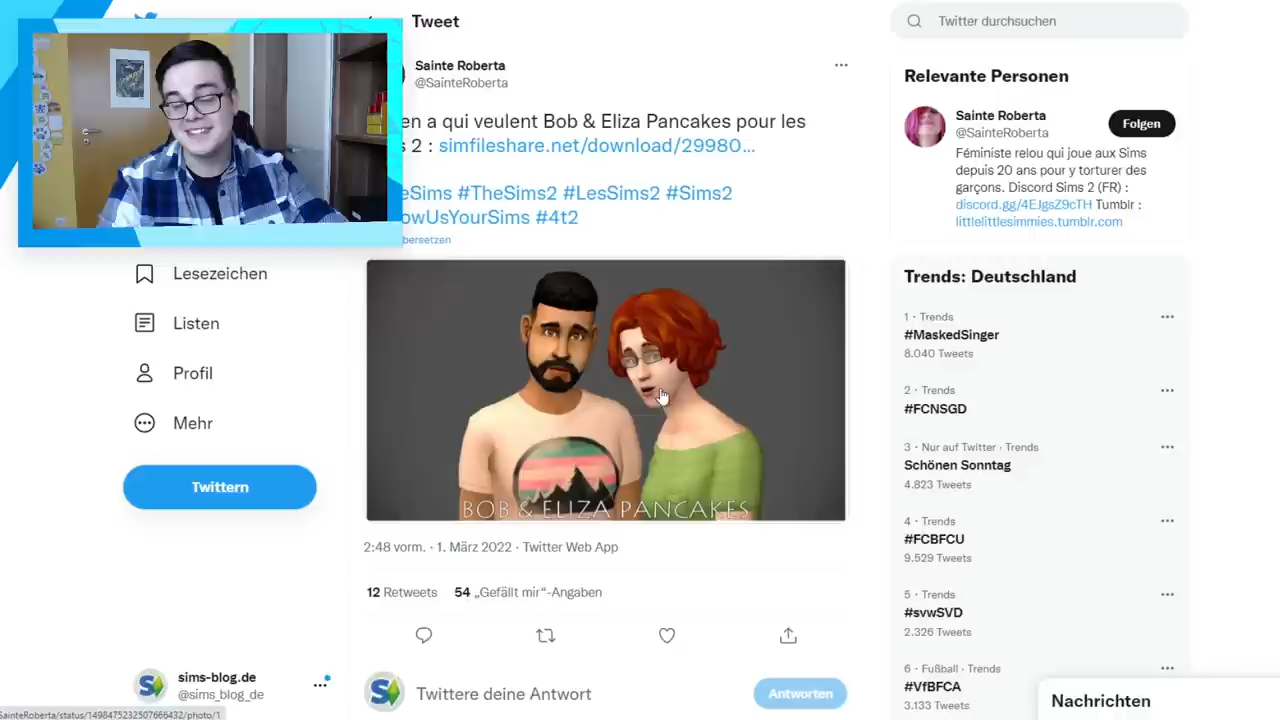 Tweet
Sainte Roberta
@SainteRoberta
en a qui veulent Bob & Eliza Pancakes pour les
s 2 : simfileshare.net/download/29980…
eSims #TheSims2 #LesSims2 #Sims2
owUsYourSims #4t2
bersetzen
Lesezeichen
Listen
Profil
Mehr
Twittern
BOB & ELIZA PANCAKES
2:48 vorm. · 1. März 2022 · Twitter Web App
12 Retweets 54 „Gefällt mir“-Angaben
sims-blog.de
@sims_blog_de
Twittere deine Antwort
Antworten
SainteRoberta/status/1498475232507666432/photo/1
Twitter durchsuchen
Relevante Personen
Sainte Roberta
@SainteRoberta
Folgen
Féministe relou qui joue aux Sims
depuis 20 ans pour y torturer des
garçons. Discord Sims 2 (FR) :
discord.gg/4EJgsZ9cTH Tumblr :
littlelittlesimmies.tumblr.com
Trends: Deutschland
1 · Trends
#MaskedSinger
8.040 Tweets
2 · Trends
#FCNSGD
3 · Nur auf Twitter · Trends
Schönen Sonntag
4.823 Tweets
4 · Trends
#FCBFCU
9.529 Tweets
5 · Trends
#svwSVD
2.326 Tweets
6 · Fußball · Trends
#VfBFCA
3.133 Tweets
Nachrichten